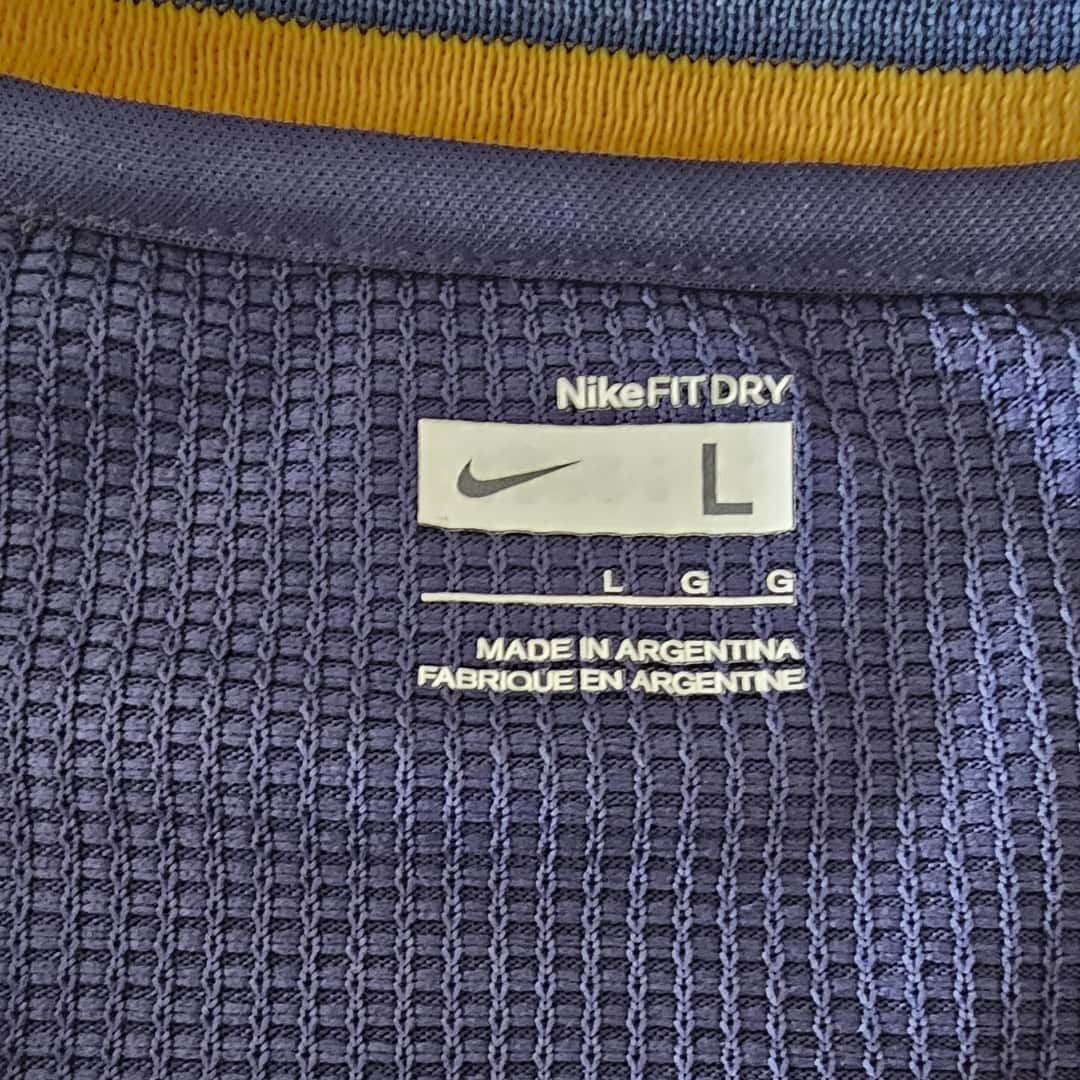 NikeFIT DRY
L
L G G
MADE IN ARGENTINA
FABRIQUE EN ARGENTINE